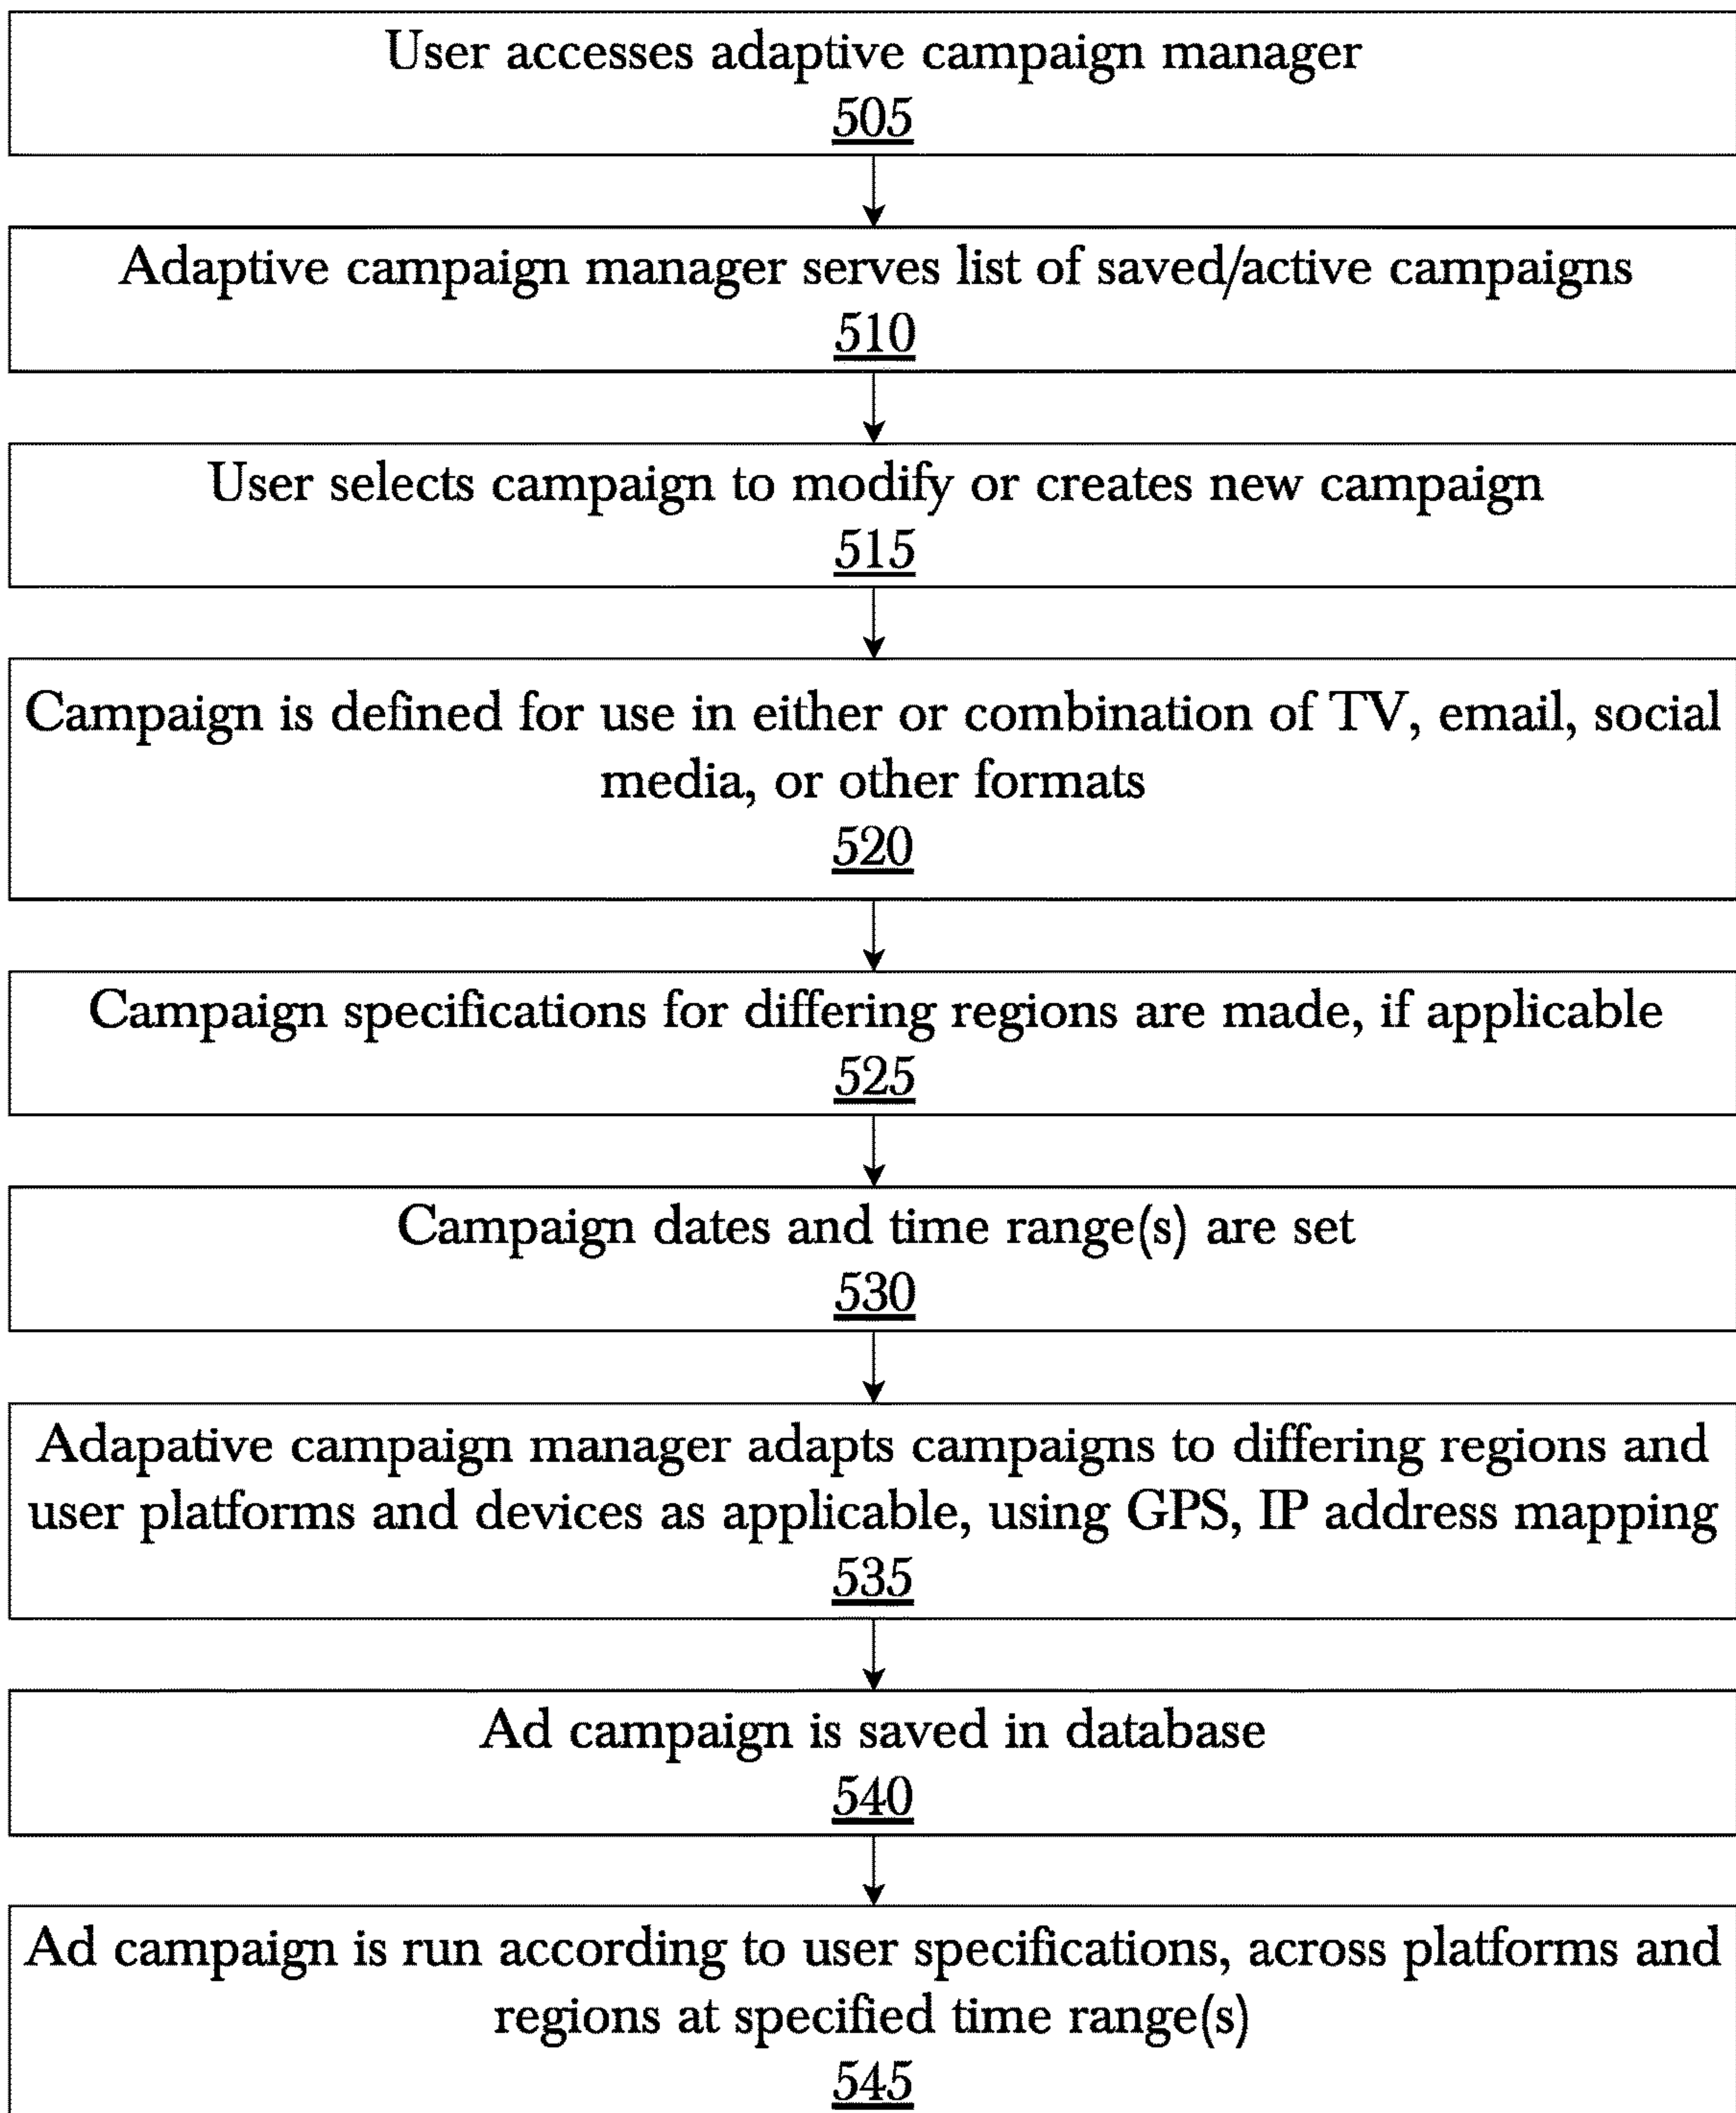 User accesses adaptive campaign manager
505
Adaptive campaign manager serves list of saved/active campaigns
510
User selects campaign to modify or creates new campaign
515
Campaign is defined for use in either or combination of TV, email, social
media, or other formats
520
Campaign specifications for differing regions are made, if applicable
525
Campaign dates and time range(s) are set
530
Adapative campaign manager adapts campaigns to differing regions and
user platforms and devices as applicable, using GPS, IP address mapping
535
Ad campaign is saved in database
540
Ad campaign is run according to user specifications, across platforms and
regions at specified time range(s)
545